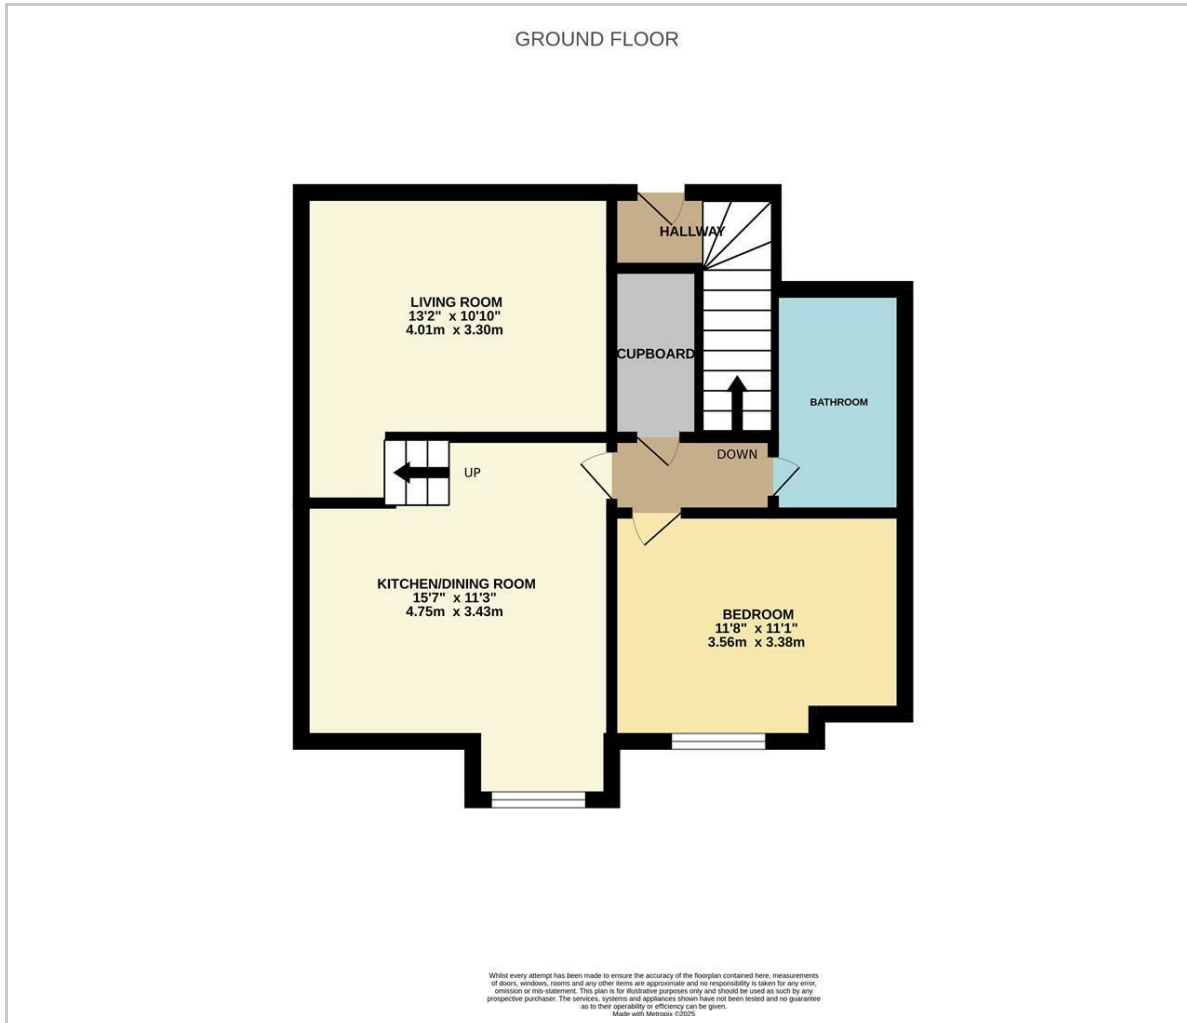 GROUND FLOOR
HALLWAY
LIVING ROOM
13'2" x 10'10"
4.01m x 3.30m
CUPBOARD
BATHROOM
DOWN
UP
KITCHEN/DINING ROOM
15'7" x 11'3"
4.75m x 3.43m
BEDROOM
11'8" x 11'1"
3.56m x 3.38m
Whilst every attempt has been made to ensure the accuracy of the floorplan contained here, measurements
of doors, windows, rooms and any other items are approximate and no responsibility is taken for any error,
omission or mis-statement. This plan is for illustrative purposes only and should be used as such by any
prospective purchaser. The services, systems and appliances shown have not been tested and no guarantee
as to their operability or efficiency can be given.
Made with Metropix ©2025